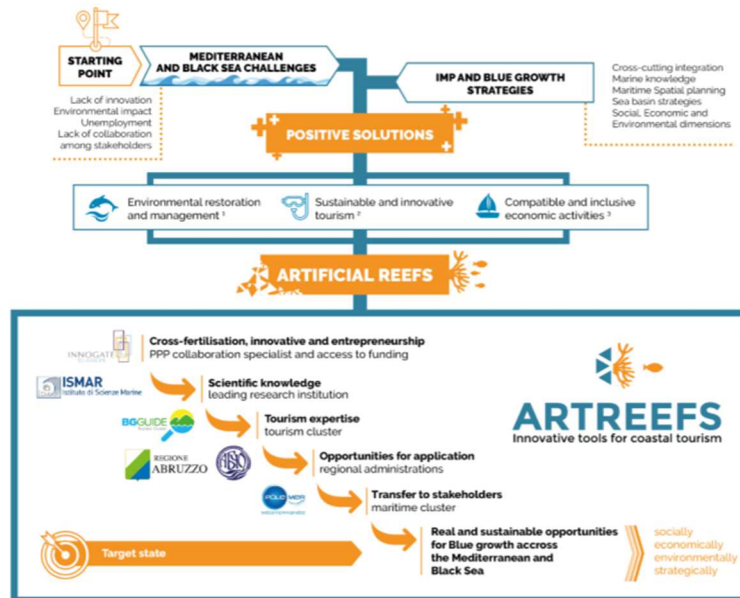 STARTING
POINT
MEDITERRANEAN
AND BLACK SEA CHALLENGES
IMP AND BLUE GROWTH
STRATEGIES
Lack of innovation
Environmental impact
Unemployment
Lack of collaboration
among stakeholders
Cross-cutting integration
Marine knowledge
Maritime Spatial planning
Sea basin strategies
Social, Economic and
Environmental dimensions
POSITIVE SOLUTIONS
Environmental restoration
and management ¹
Sustainable and innovative
tourism ²
Compatible and inclusive
economic activities ³
ARTIFICIAL REEFS
INNOGATE
Cross-fertilisation, innovative and entrepreneurship
PPP collaboration specialist and access to funding
ISMAR
Istituto di Scienze Marine
Scientific knowledge
leading research institution
BGGUIDE
Tourism expertise
tourism cluster
REGIONE
ABRUZZO
Opportunities for application
regional administrations
POLE MER
MEDITERRANEE
Transfer to stakeholders
maritime cluster
Target state
Real and sustainable opportunities
for Blue growth accross
the Mediterranean and
Black Sea
socially
economically
environmentally
strategically
ARTREEFS
Innovative tools for coastal tourism